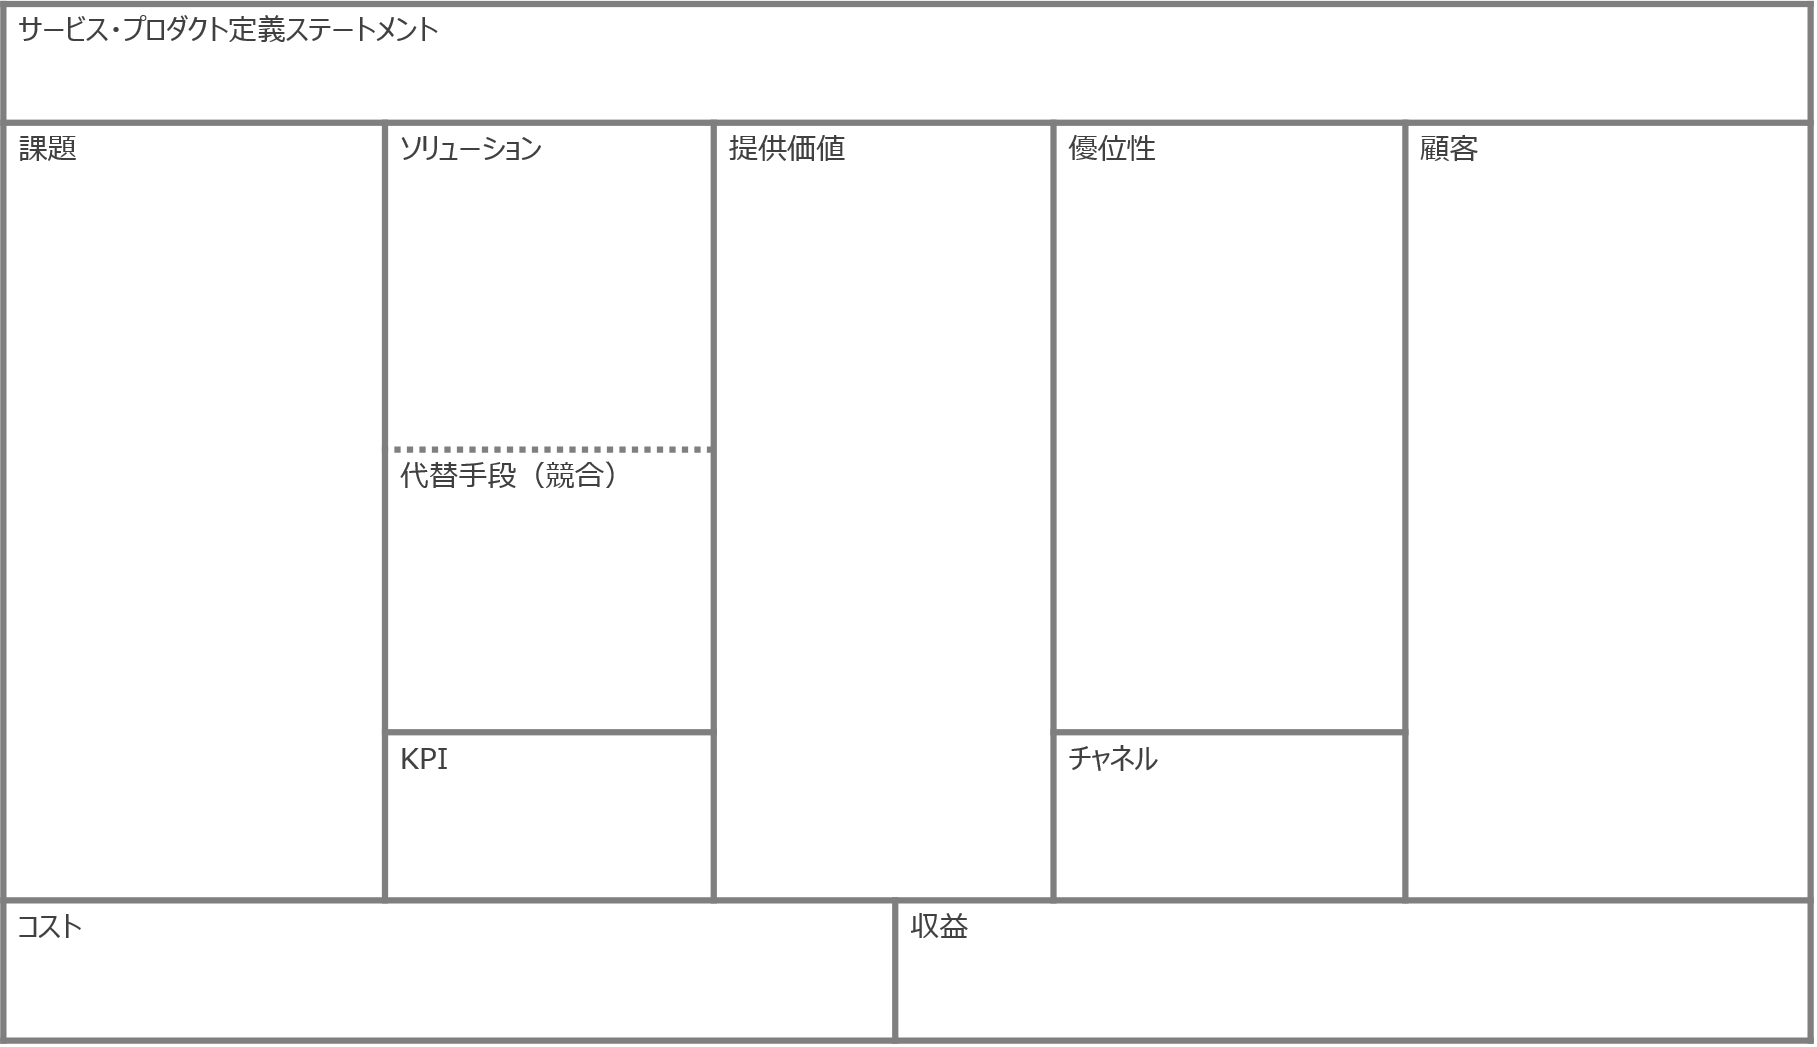 サービス・プロダクト定義ステートメント
課題
ソリューション
代替手段（競合）
KPI
提供価値
優位性
チャネル
顧客
コスト
収益